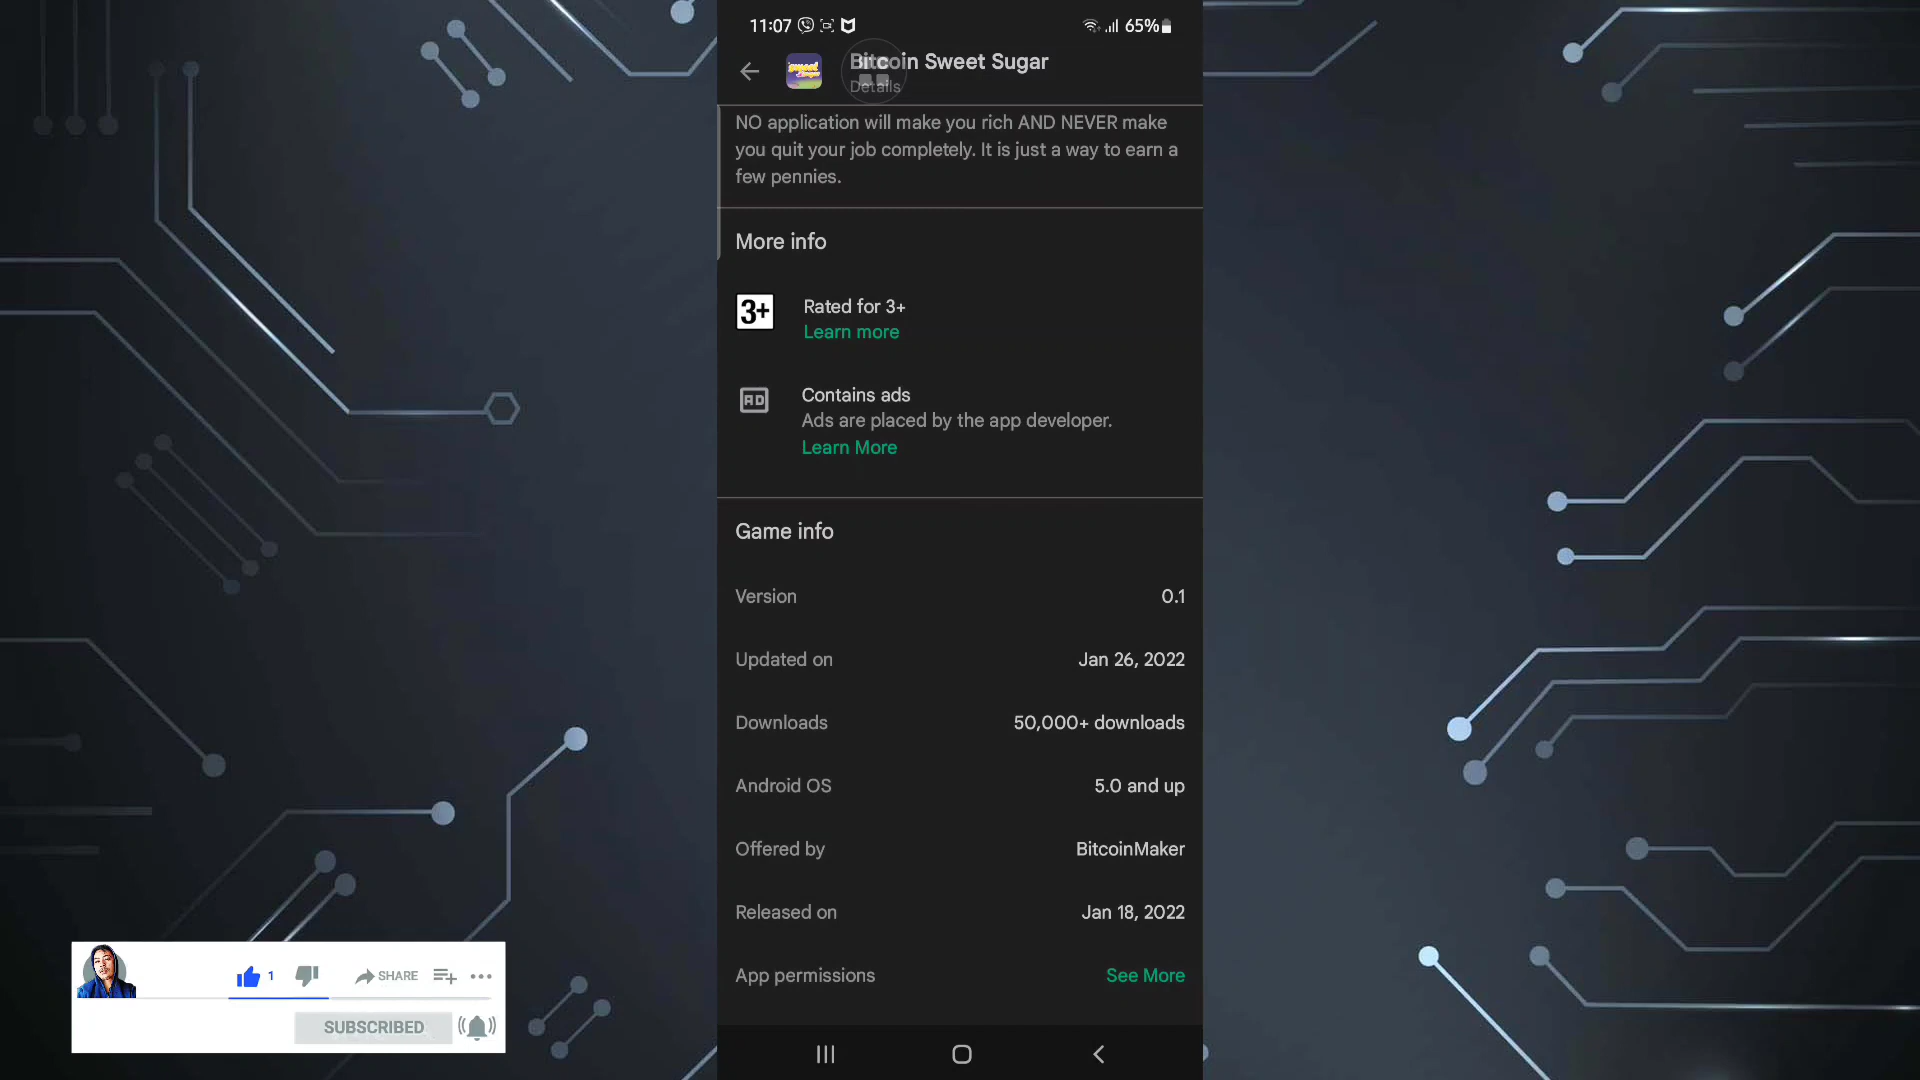 11:07
65%
Bitcoin Sweet Sugar
Details
NO application will make you rich AND NEVER make
you quit your job completely. It is just a way to earn a
few pennies.
More info
3+
Rated for 3+
Learn more
AD
Contains ads
Ads are placed by the app developer.
Learn More
Game info
Version 0.1
Updated on Jan 26, 2022
Downloads 50,000+ downloads
Android OS 5.0 and up
Offered by BitcoinMaker
Released on Jan 18, 2022
App permissions See More
1 SHARE
SUBSCRIBED